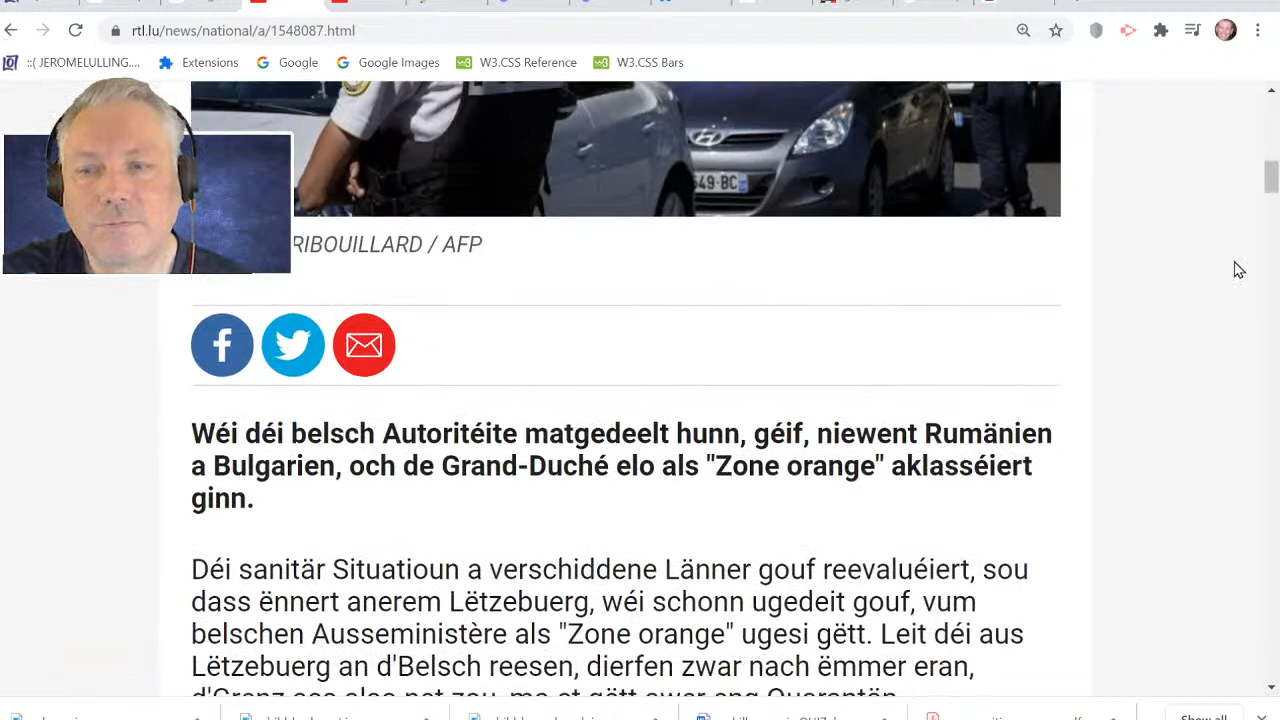 rtl.lu/news/national/a/1548087.html
::( JEROMELULLING.... Extensions Google Google Images W3.CSS Reference W3.CSS Bars
549-BC
RIBOUILLARD / AFP
Wéi déi belsch Autoritéite matgedeelt hunn, géif, niewent Rumänien
a Bulgarien, och de Grand-Duché elo als "Zone orange" aklasséiert
ginn.
Déi sanitär Situatioun a verschiddene Länner gouf reevaluéiert, sou
dass ënnert anerem Lëtzebuerg, wéi schonn ugedeit gouf, vum
belschen Ausseministère als "Zone orange" ugesi gëtt. Leit déi aus
Lëtzebuerg an d'Belsch reesen, dierfen zwar nach ëmmer eran,
Show all